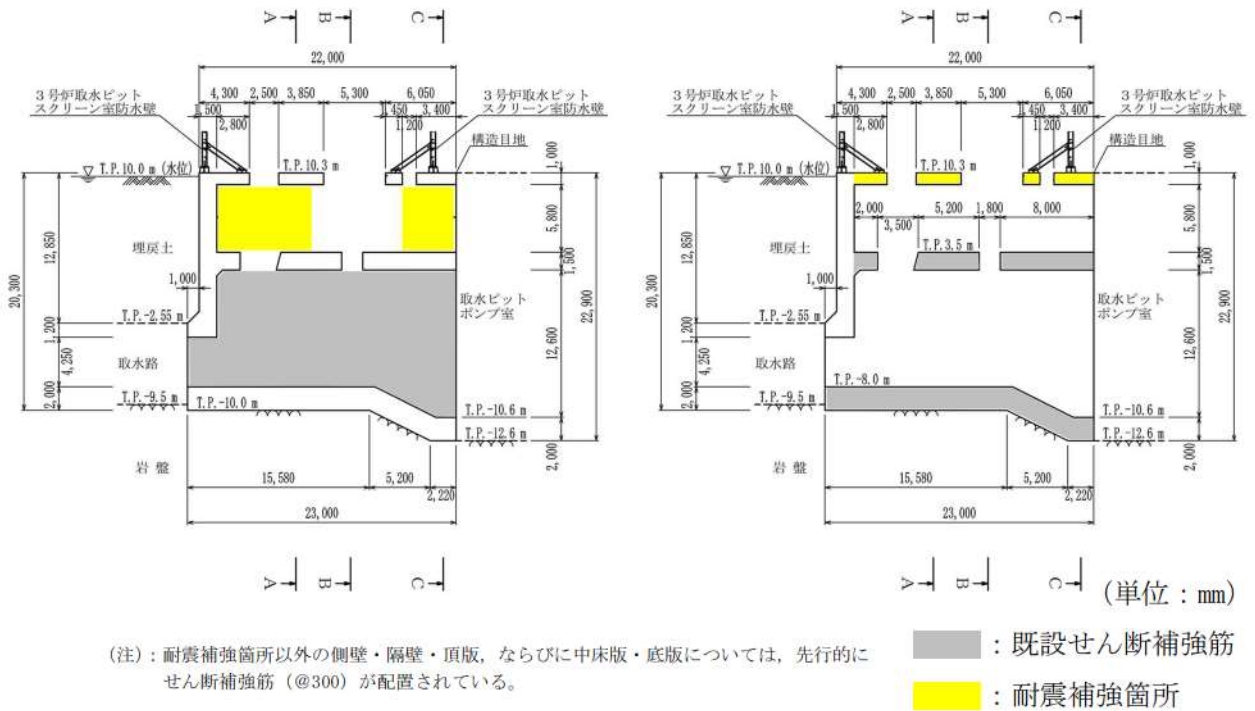 A B C
22,000
4,300 2,500 3,850 5,300 6,050
1,500 1,450 3,400
2,800 1,200
3号炉取水ピット
スクリーン室防水壁
3号炉取水ピット
スクリーン室防水壁
構造目地
T.P.10.0 m (水位)
T.P.10.3 m
1,000
5,800
1,500
12,850
20,300
埋戻土
1,000
取水ピット
ポンプ室
22,900
T.P.-2.55 m
1,200
12,600
4,250
取水路
2,000
T.P.-9.5 m
T.P.-10.0 m
T.P.-10.6 m
T.P.-12.6 m
2,000
岩盤
15,580 5,200
2,220
23,000
A B C
A B C
22,000
4,300 2,500 3,850 5,300 6,050
1,500 1,450 3,400
2,800 1,200
3号炉取水ピット
スクリーン室防水壁
3号炉取水ピット
スクリーン室防水壁
構造目地
T.P.10.0 m (水位)
T.P.10.3 m
1,000
2,000 5,200 1,800 8,000
3,500
5,800
T.P.3.5 m
1,500
12,850
20,300
埋戻土
1,000
取水ピット
ポンプ室
22,900
T.P.-2.55 m
1,200
12,600
4,250
取水路
T.P.-8.0 m
2,000
T.P.-9.5 m
T.P.-10.6 m
T.P.-12.6 m
2,000
岩盤
15,580 5,200
2,220
23,000
A B C
(単位:mm)
:既設せん断補強筋
:耐震補強箇所
(注):耐震補強箇所以外の側壁・隔壁・頂版,ならびに中床版・底版については,先行的に
せん断補強筋(@300)が配置されている。